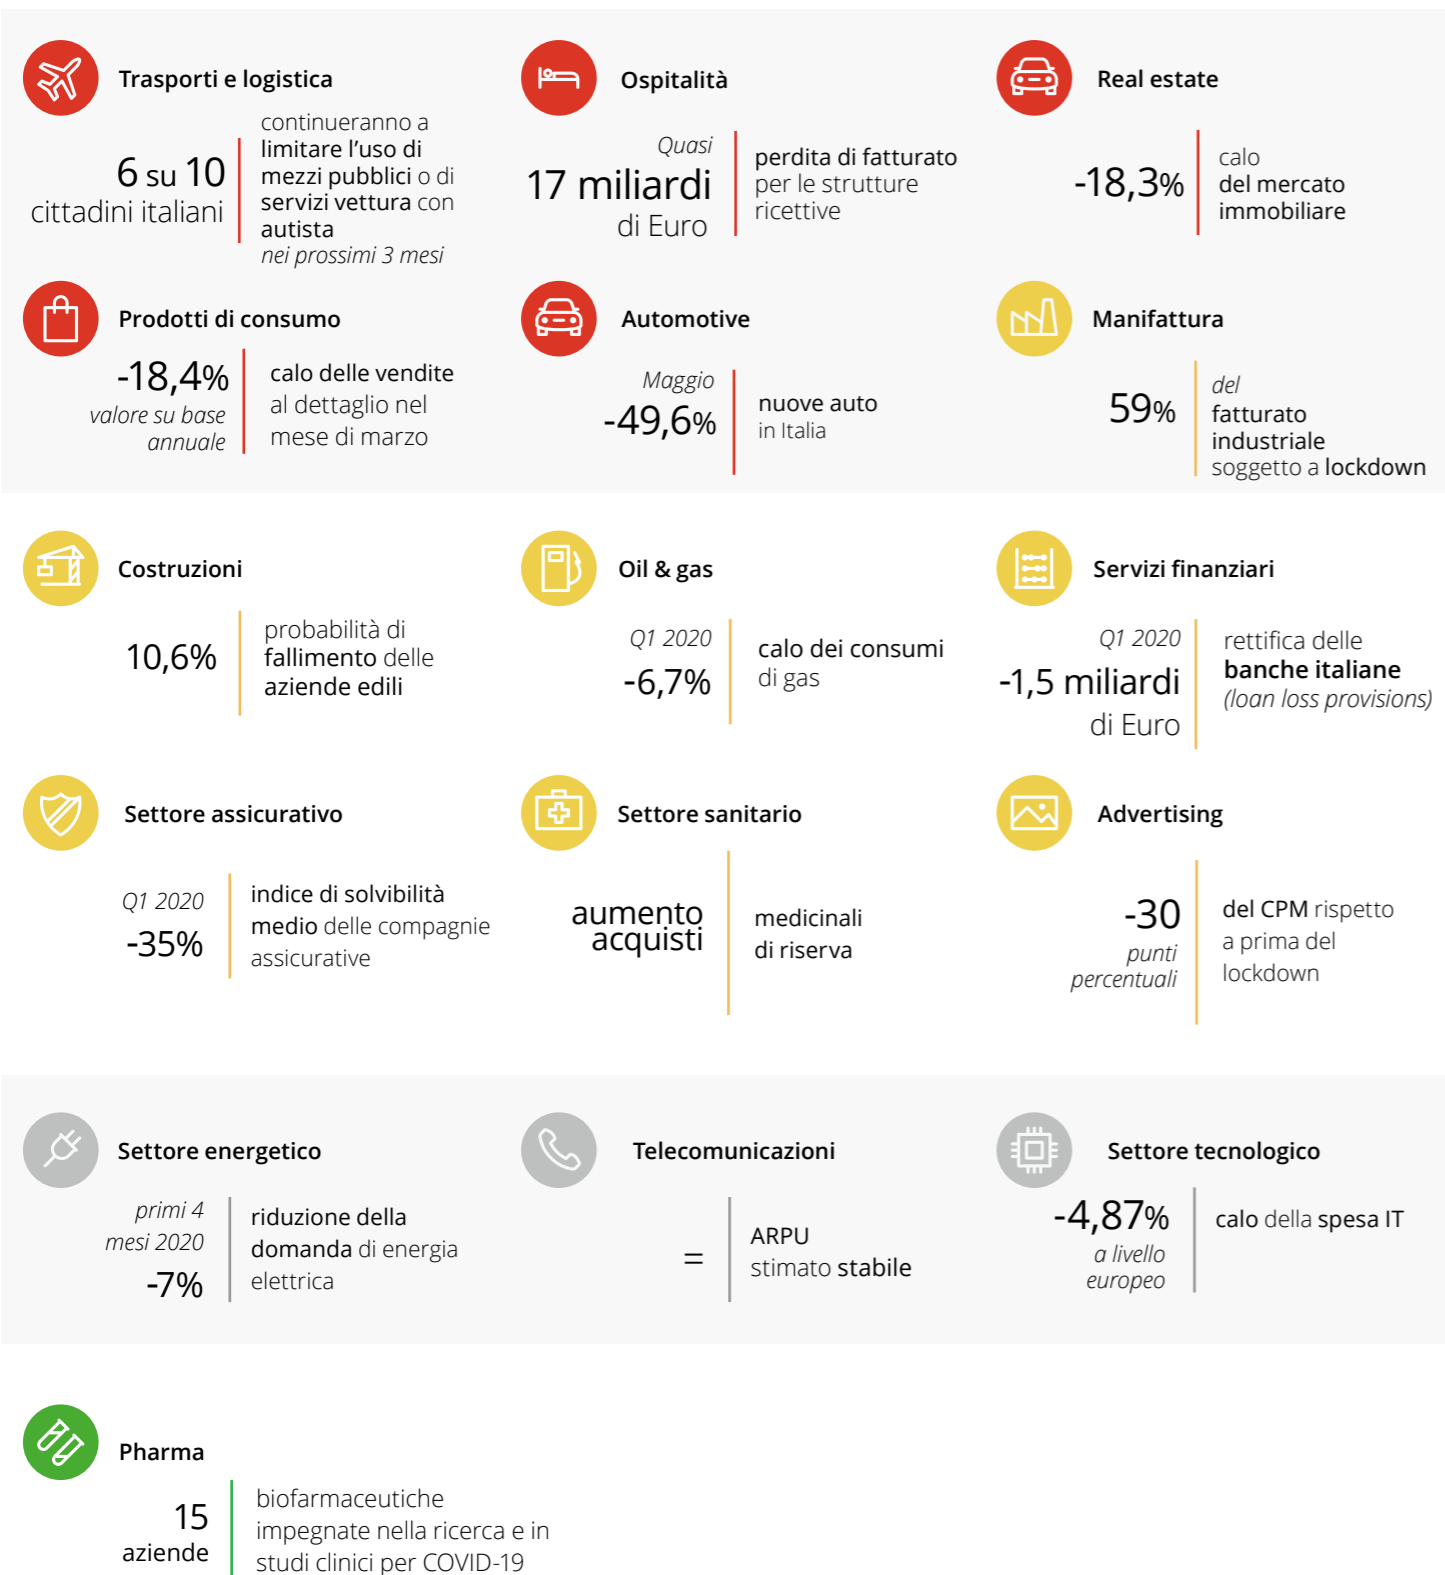 Trasporti e logistica
6 su 10
cittadini italiani
continueranno a
limitare l’uso di
mezzi pubblici o di
servizi vettura con
autista
nei prossimi 3 mesi
Ospitalità
Quasi
17 miliardi
di Euro
perdita di fatturato
per le strutture
ricettive
Real estate
-18,3%
calo
del mercato
immobiliare
Prodotti di consumo
-18,4%
valore su base
annuale
calo delle vendite
al dettaglio nel
mese di marzo
Automotive
Maggio
-49,6%
nuove auto
in Italia
Manifattura
59%
del
fatturato
industriale
soggetto a lockdown
Costruzioni
10,6%
probabilità di
fallimento delle
aziende edili
Oil & gas
Q1 2020
-6,7%
calo dei consumi
di gas
Servizi finanziari
Q1 2020
-1,5 miliardi
di Euro
rettifica delle
banche italiane
(loan loss provisions)
Settore assicurativo
Q1 2020
-35%
indice di solvibilità
medio delle compagnie
assicurative
Settore sanitario
aumento
acquisti
medicinali
di riserva
Advertising
-30
punti
percentuali
del CPM rispetto
a prima del
lockdown
Settore energetico
primi 4
mesi 2020
-7%
riduzione della
domanda di energia
elettrica
Telecomunicazioni
=
ARPU
stimato stabile
Settore tecnologico
-4,87%
a livello
europeo
calo della spesa IT
Pharma
15
aziende
biofarmaceutiche
impegnate nella ricerca e in
studi clinici per COVID-19